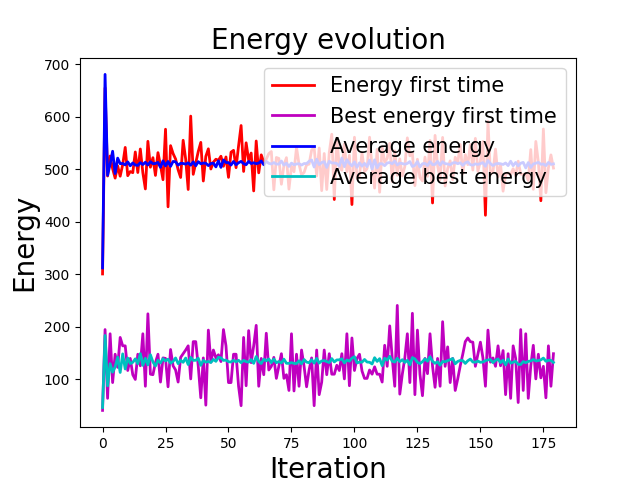 Energy evolution
700
600
500
400
300
200
100
Energy
Energy first time
Best energy first time
Average energy
Average best energy
0 25 50 75 100 125 150 175
Iteration